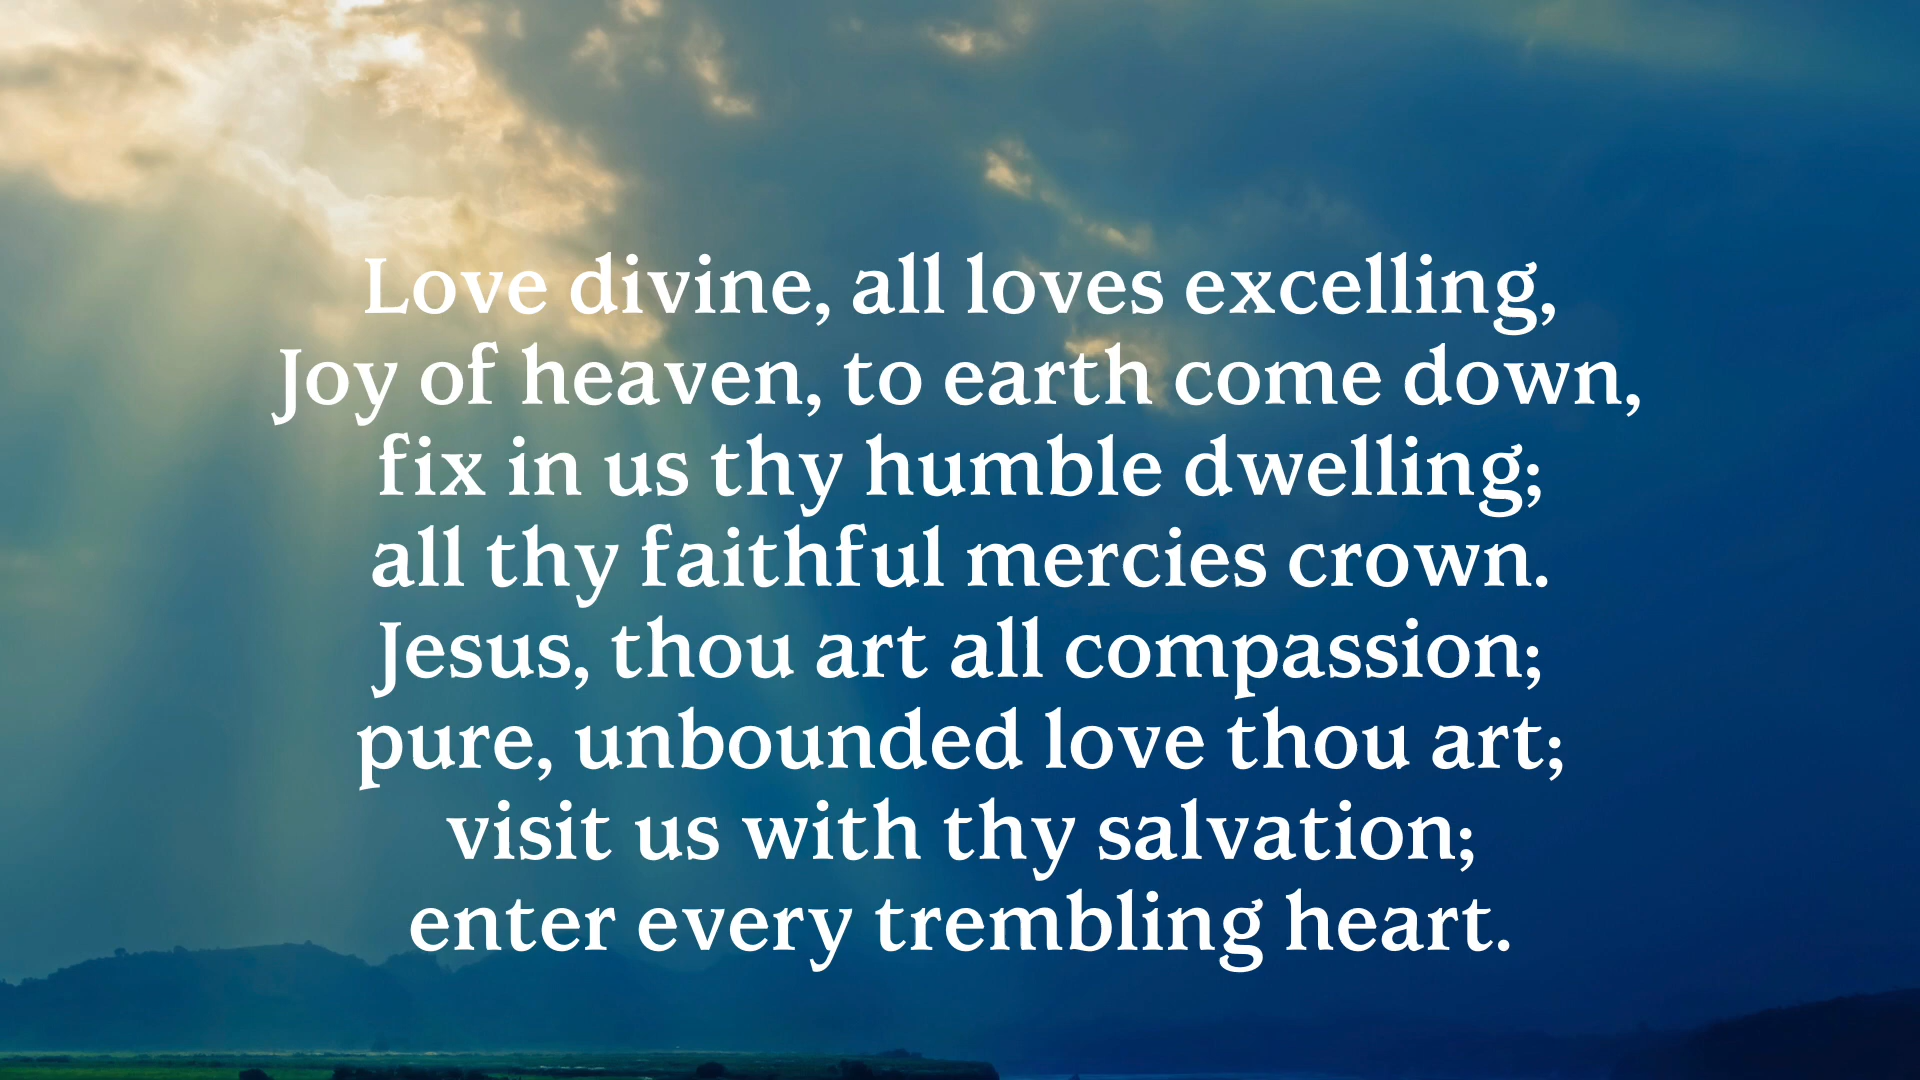 Love divine, all loves excelling,
Joy of heaven, to earth come down,
fix in us thy humble dwelling;
all thy faithful mercies crown.
Jesus, thou art all compassion;
pure, unbounded love thou art;
visit us with thy salvation;
enter every trembling heart.